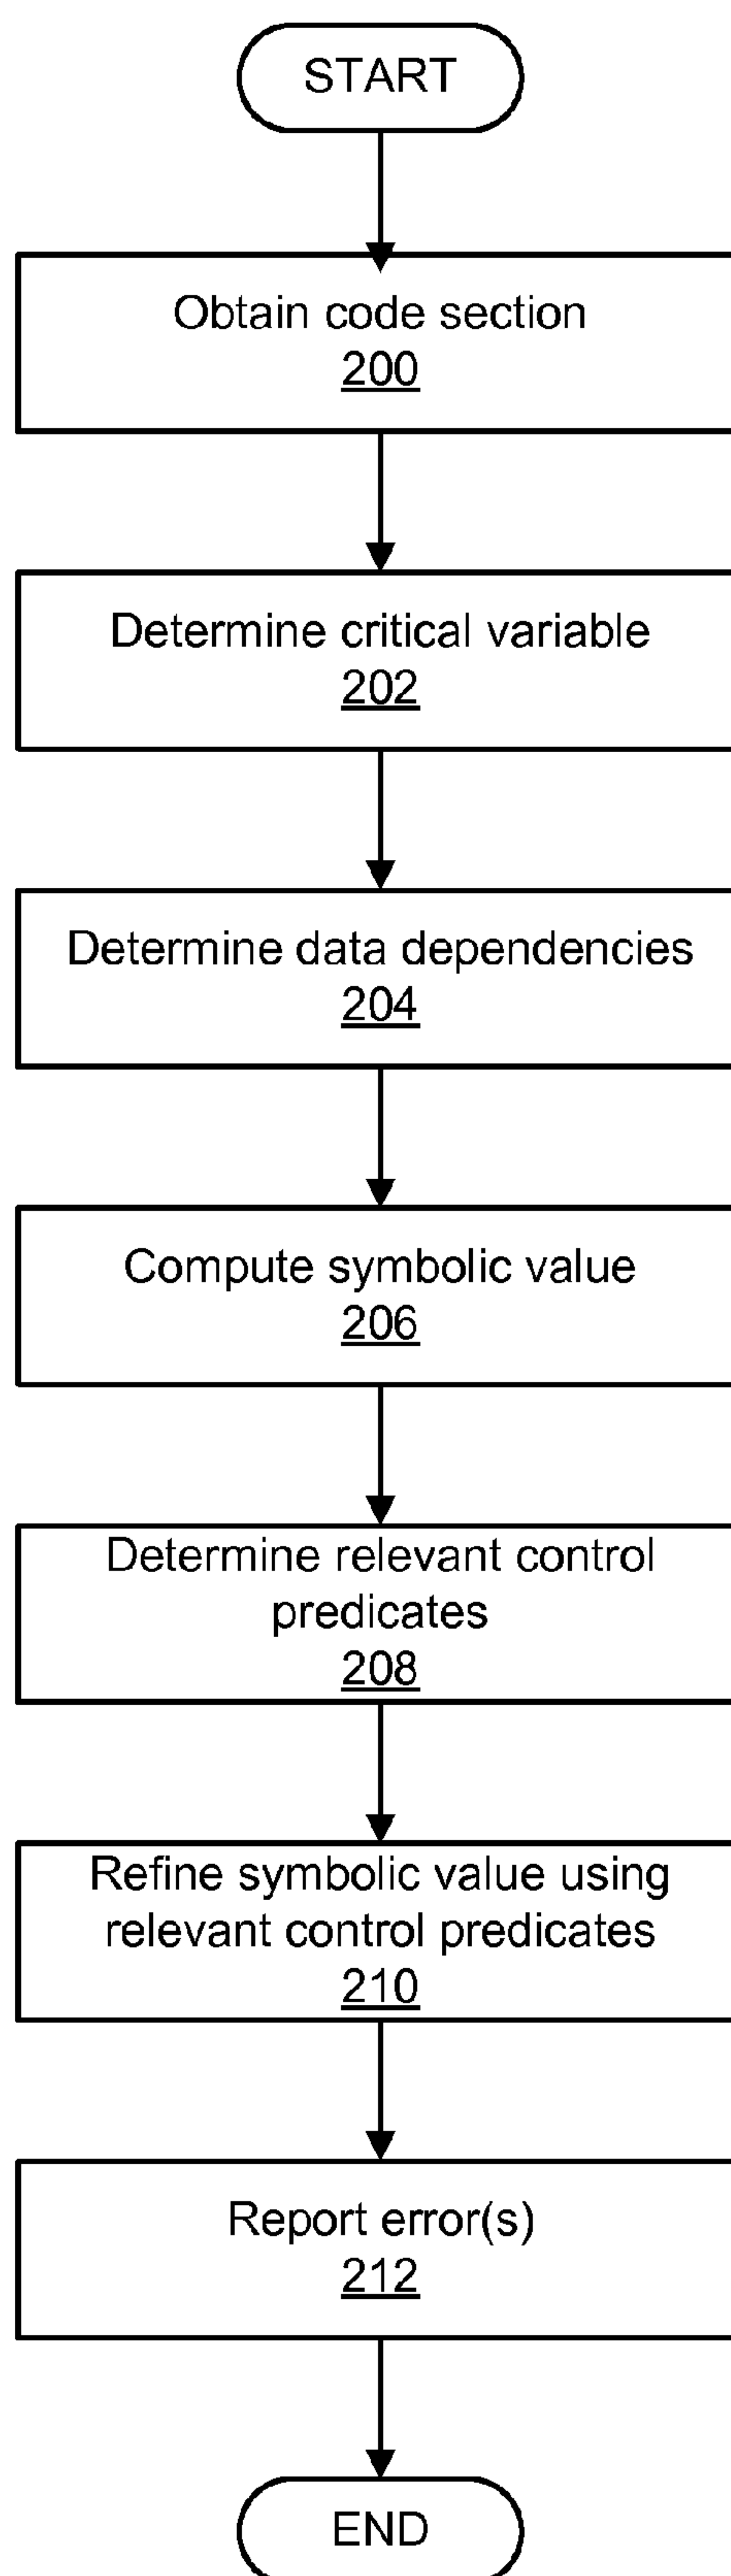 START
Obtain code section
200
Determine critical variable
202
Determine data dependencies
204
Compute symbolic value
206
Determine relevant control
predicates
208
Refine symbolic value using
relevant control predicates
210
Report error(s)
212
END